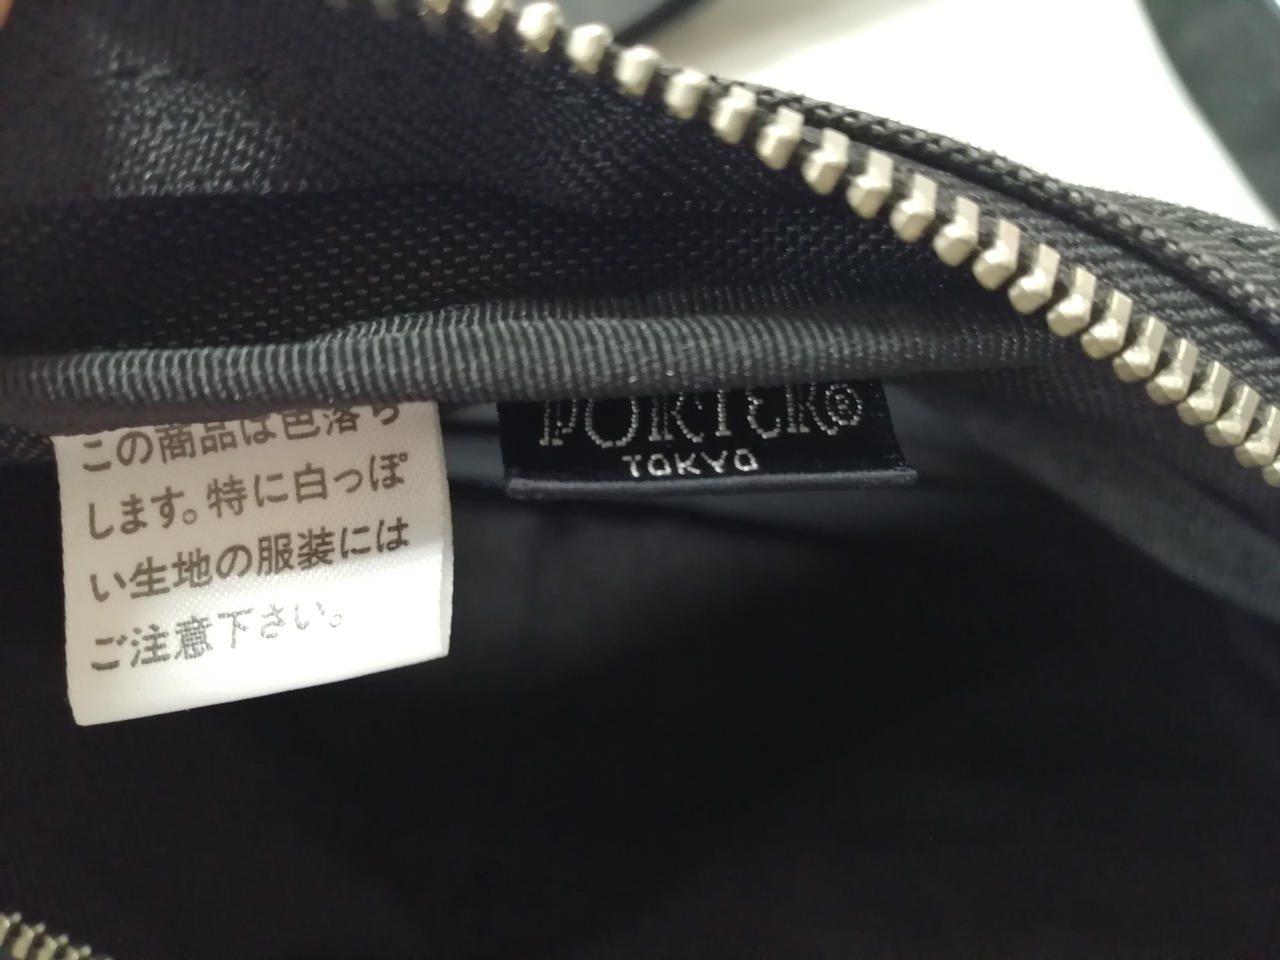 この商品は色落ち
します。特に白っぽ
い生地の服装には
ご注意下さい。
PORTER®
TOKYO